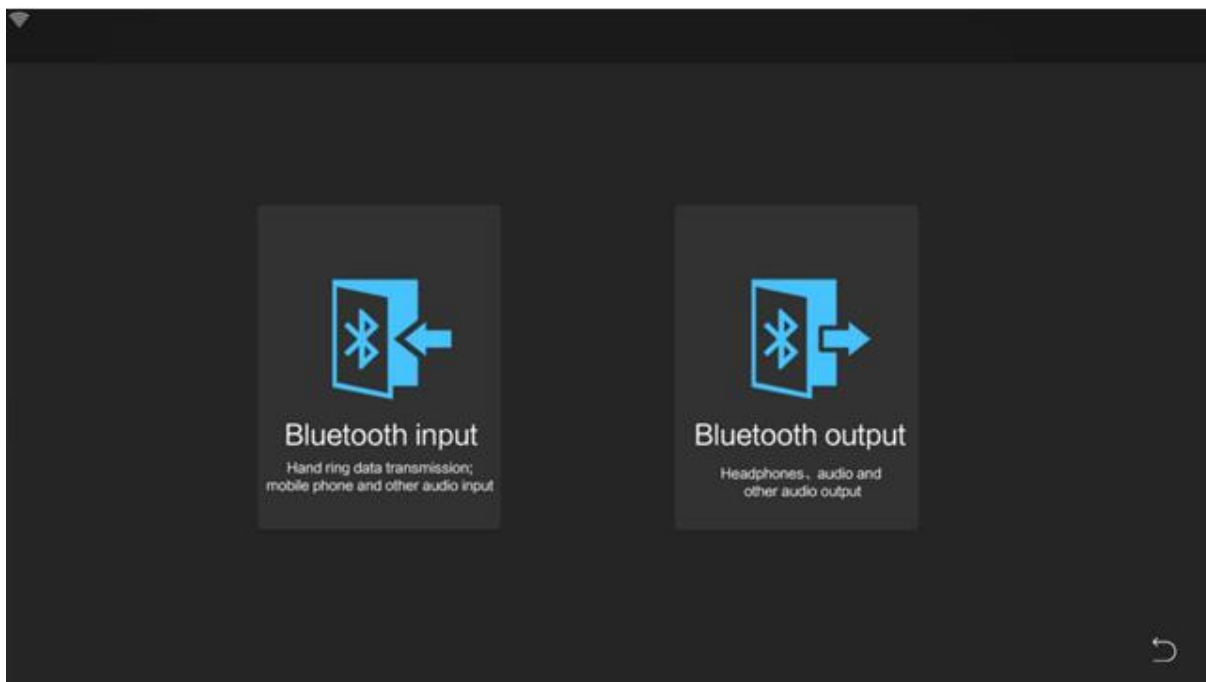 Bluetooth input
Hand ring data transmission;
mobile phone and other audio input
Bluetooth output
Headphones、audio and
other audio output